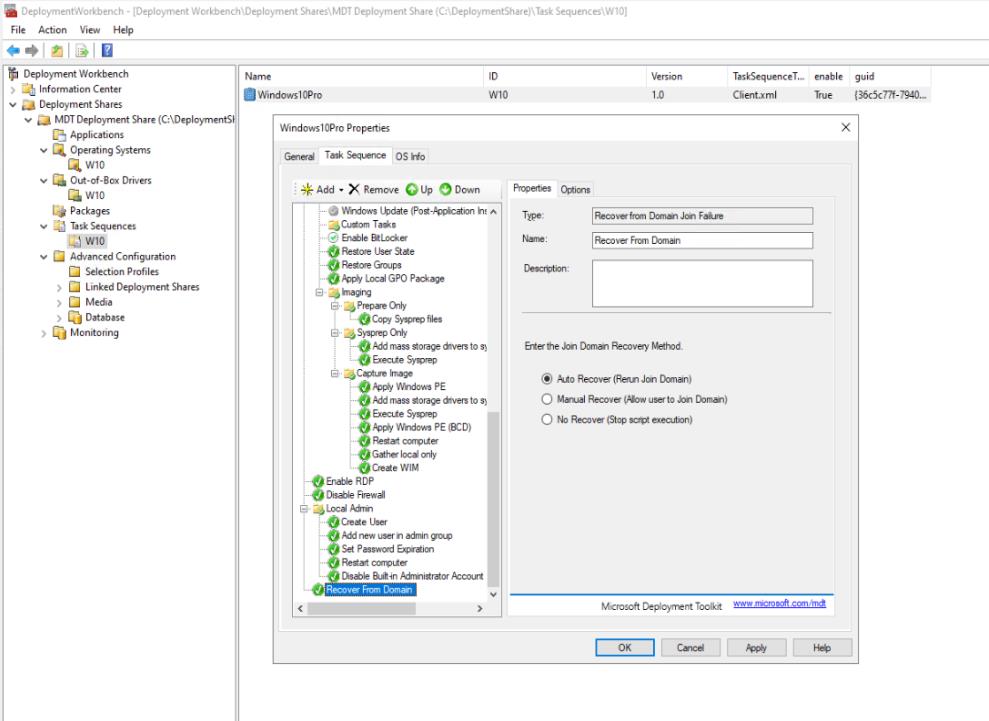 DeploymentWorkbench - [Deployment Workbench\Deployment Shares\MDT Deployment Share (C:\DeploymentShare)\Task Sequences\W10]
File Action View Help
Deployment Workbench
Information Center
Deployment Shares
MDT Deployment Share (C:\DeploymentSh
Applications
Operating Systems
W10
Out-of-Box Drivers
W10
Packages
Task Sequences
W10
Advanced Configuration
Selection Profiles
Linked Deployment Shares
Media
Database
Monitoring
Name ID Version TaskSequenceT... enable guid
Windows10Pro W10 1.0 Client.xml True {36c5c77f-7940...
Windows10Pro Properties
General Task Sequence OS Info
Add Remove Up Down
Windows Update (Post-Application Ins
Custom Tasks
Enable BitLocker
Restore User State
Restore Groups
Apply Local GPO Package
Imaging
Prepare Only
Copy Sysprep files
Sysprep Only
Add mass storage drivers to sy
Execute Sysprep
Capture Image
Apply Windows PE
Add mass storage drivers to sy
Execute Sysprep
Apply Windows PE (BCD)
Restart computer
Gather local only
Create WIM
Enable RDP
Disable Firewall
Local Admin
Create User
Add new user in admin group
Set Password Expiration
Restart computer
Disable Built-in Administrator Account
Recover From Domain
Properties Options
Type: Recover from Domain Join Failure
Name: Recover From Domain
Description:
Enter the Join Domain Recovery Method.
Auto Recover (Rerun Join Domain)
Manual Recover (Allow user to Join Domain)
No Recover (Stop script execution)
Microsoft Deployment Toolkit www.microsoft.com/mdt
OK Cancel Apply Help